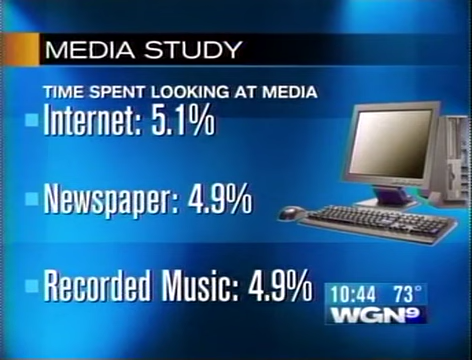 MEDIA STUDY
TIME SPENT LOOKING AT MEDIA
Internet: 5.1%
Newspaper: 4.9%
Recorded Music: 4.9%
10:44 73°
WGN9